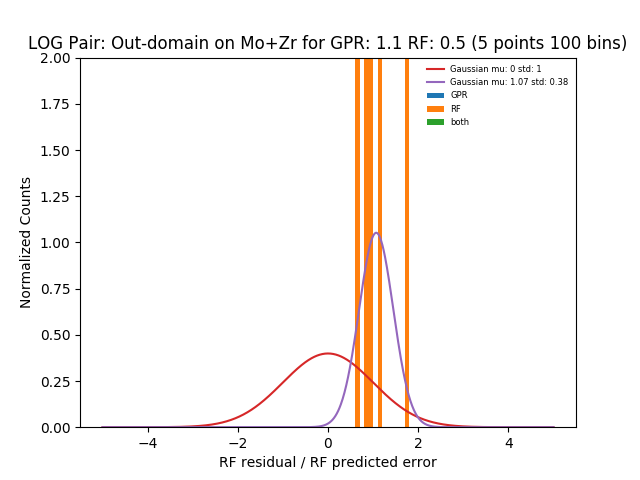 LOG Pair: Out-domain on Mo+Zr for GPR: 1.1 RF: 0.5 (5 points 100 bins)
Gaussian mu: 0 std: 1
Gaussian mu: 1.07 std: 0.38
GPR
RF
both
Normalized Counts
2.00
1.75
1.50
1.25
1.00
0.75
0.50
0.25
0.00
−4 −2 0 2 4
RF residual / RF predicted error